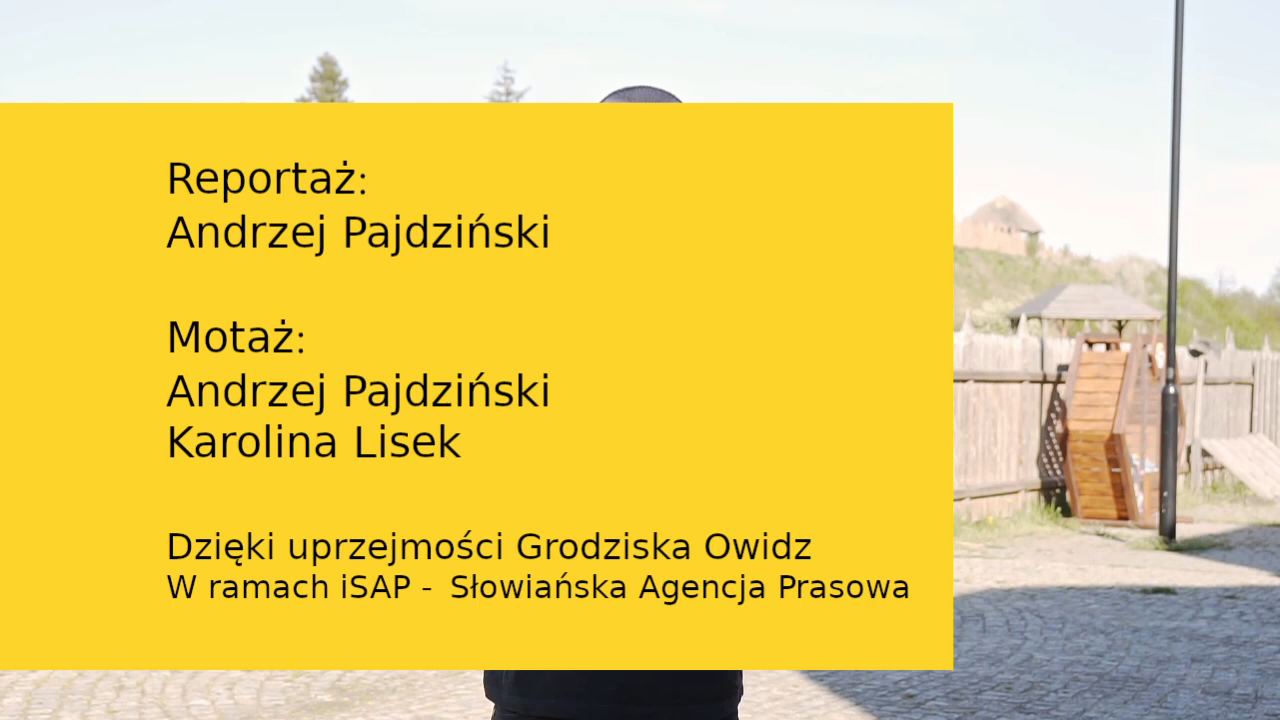 Reportaż:
Andrzej Pajdziński
Motaż:
Andrzej Pajdziński
Karolina Lisek
Dzięki uprzejmości Grodziska Owidz
W ramach iSAP - Słowiańska Agencja Prasowa